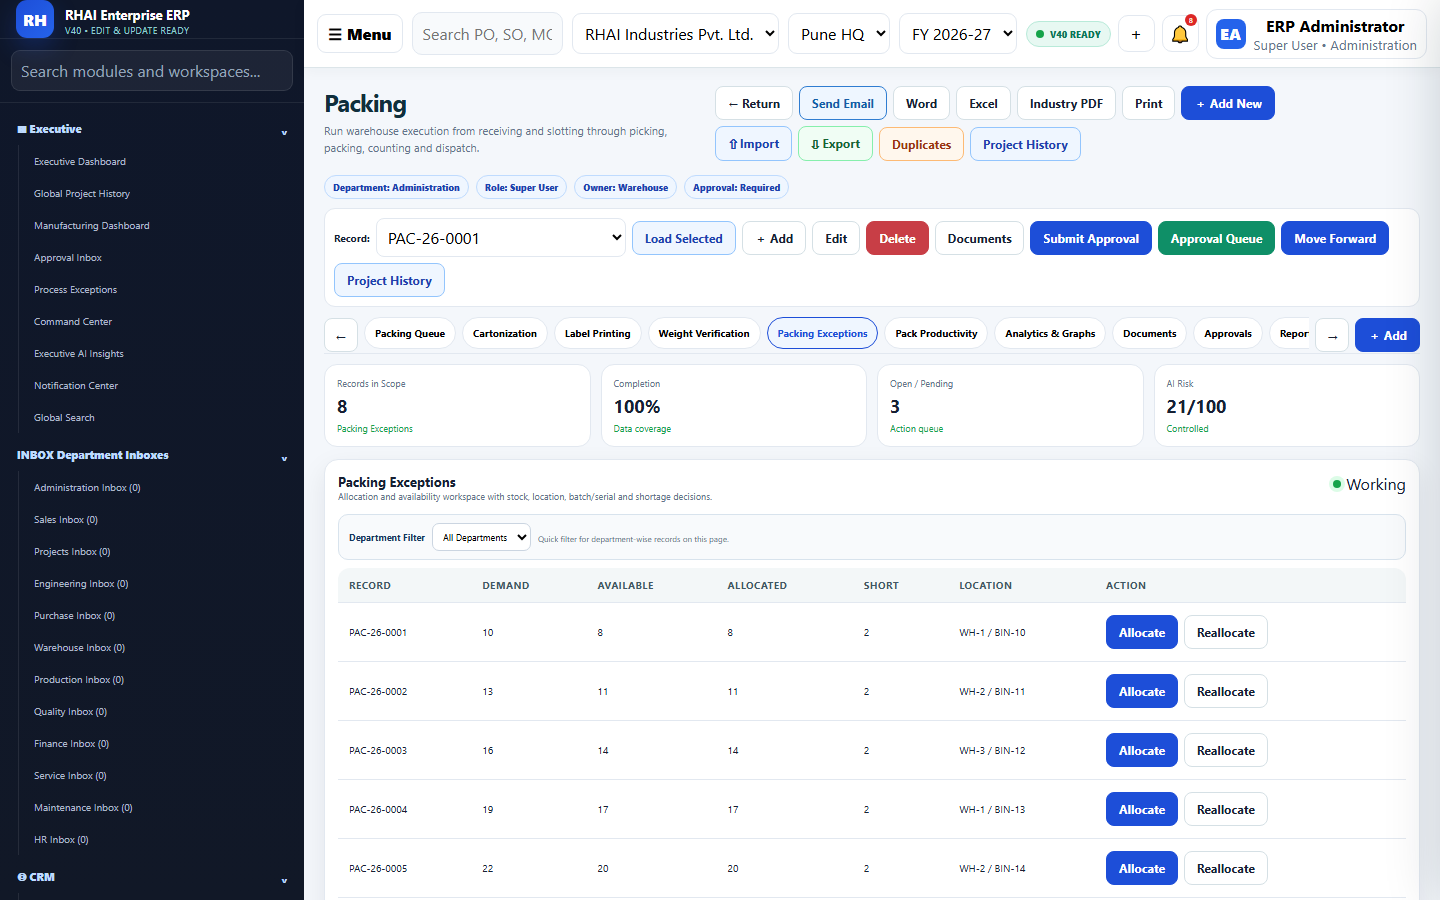 RH
RHAI Enterprise ERP
V40 • EDIT & UPDATE READY
Search modules and workspaces...
Executive
Executive Dashboard
Global Project History
Manufacturing Dashboard
Approval Inbox
Process Exceptions
Command Center
Executive AI Insights
Notification Center
Global Search
INBOX Department Inboxes
Administration Inbox (0)
Sales Inbox (0)
Projects Inbox (0)
Engineering Inbox (0)
Purchase Inbox (0)
Warehouse Inbox (0)
Production Inbox (0)
Quality Inbox (0)
Finance Inbox (0)
Service Inbox (0)
Maintenance Inbox (0)
HR Inbox (0)
CRM
☰ Menu
Search PO, SO, MO
RHAI Industries Pvt. Ltd.
Pune HQ
FY 2026-27
V40 READY
+
8
EA
ERP Administrator
Super User • Administration
Packing
Run warehouse execution from receiving and slotting through picking,
packing, counting and dispatch.
← Return
Send Email
Word
Excel
Industry PDF
Print
+ Add New
⇧ Import
⇩ Export
Duplicates
Project History
Department: Administration
Role: Super User
Owner: Warehouse
Approval: Required
Record:
PAC-26-0001
Load Selected
+ Add
Edit
Delete
Documents
Submit Approval
Approval Queue
Move Forward
Project History
←
Packing Queue
Cartonization
Label Printing
Weight Verification
Packing Exceptions
Pack Productivity
Analytics & Graphs
Documents
Approvals
Repor
→
+ Add
Records in Scope
8
Packing Exceptions
Completion
100%
Data coverage
Open / Pending
3
Action queue
AI Risk
21/100
Controlled
Packing Exceptions
Allocation and availability workspace with stock, location, batch/serial and shortage decisions.
Working
Department Filter
All Departments
Quick filter for department-wise records on this page.
RECORD DEMAND AVAILABLE ALLOCATED SHORT LOCATION ACTION
PAC-26-0001 10 8 8 2 WH-1 / BIN-10 Allocate Reallocate
PAC-26-0002 13 11 11 2 WH-2 / BIN-11 Allocate Reallocate
PAC-26-0003 16 14 14 2 WH-3 / BIN-12 Allocate Reallocate
PAC-26-0004 19 17 17 2 WH-1 / BIN-13 Allocate Reallocate
PAC-26-0005 22 20 20 2 WH-2 / BIN-14 Allocate Reallocate